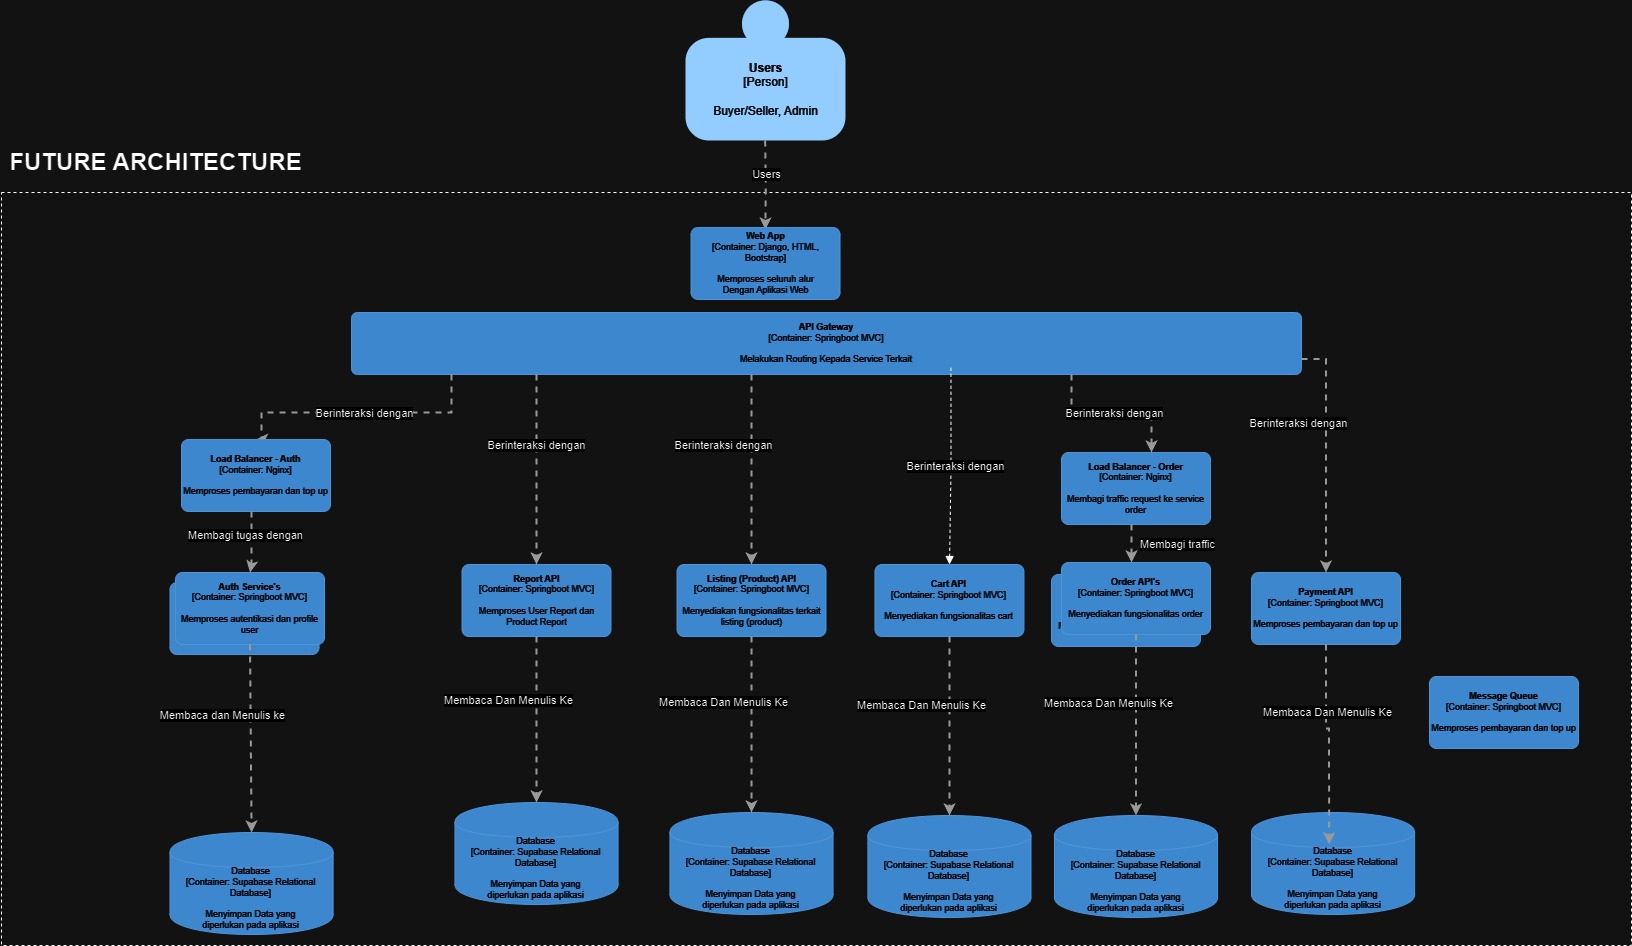 Users
[Person]
Buyer/Seller, Admin
FUTURE ARCHITECTURE
Users
Web App
[Container: Django, HTML,
Bootstrap]
Memproses seluruh alur
Dengan Aplikasi Web
API Gateway
[Container: Springboot MVC]
Melakukan Routing Kepada Service Terkait
Berinteraksi dengan
Berinteraksi dengan
Berinteraksi dengan
Berinteraksi dengan
Berinteraksi dengan
Berinteraksi dengan
Load Balancer - Auth
[Container: Nginx]
Memproses pembayaran dan top up
Load Balancer - Order
[Container: Nginx]
Membagi traffic request ke service
order
Membagi tugas dengan
Membagi traffic
Auth Service's
[Container: Springboot MVC]
Memproses autentikasi dan profile
user
Report API
[Container: Springboot MVC]
Memproses User Report dan
Product Report
Listing (Product) API
[Container: Springboot MVC]
Menyediakan fungsionalitas terkait
listing (product)
Cart API
[Container: Springboot MVC]
Menyediakan fungsionalitas cart
Order API's
[Container: Springboot MVC]
Menyediakan fungsionalitas order
Payment API
[Container: Springboot MVC]
Memproses pembayaran dan top up
Message Queue
[Container: Springboot MVC]
Memproses pembayaran dan top up
Membaca dan Menulis ke
Membaca Dan Menulis Ke
Membaca Dan Menulis Ke
Membaca Dan Menulis Ke
Membaca Dan Menulis Ke
Membaca Dan Menulis Ke
Database
[Container: Supabase Relational
Database]
Menyimpan Data yang
diperlukan pada aplikasi
Database
[Container: Supabase Relational
Database]
Menyimpan Data yang
diperlukan pada aplikasi
Database
[Container: Supabase Relational
Database]
Menyimpan Data yang
diperlukan pada aplikasi
Database
[Container: Supabase Relational
Database]
Menyimpan Data yang
diperlukan pada aplikasi
Database
[Container: Supabase Relational
Database]
Menyimpan Data yang
diperlukan pada aplikasi
Database
[Container: Supabase Relational
Database]
Menyimpan Data yang
diperlukan pada aplikasi